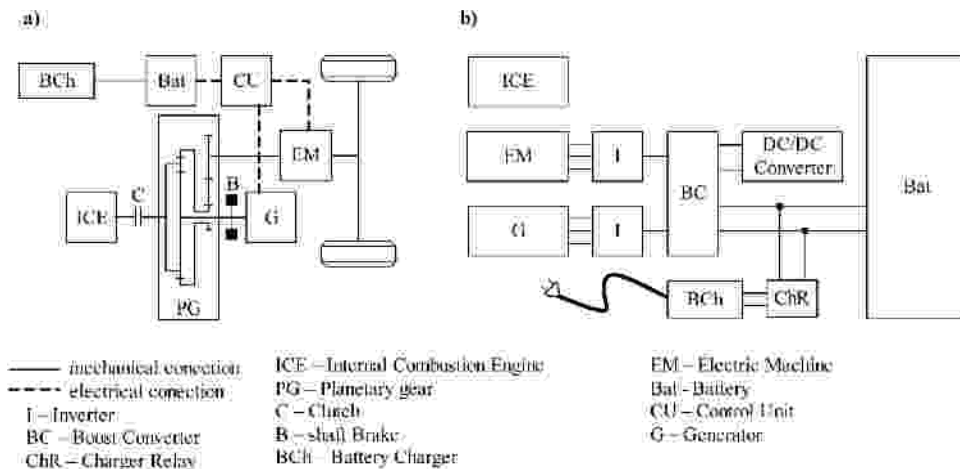 a)
b)
BCh
Bat
CU
EM
B
C
ICE
G
PG
ICE
EM
I
BC
DC/DC
Converter
Bat
G
I
BCh
ChR
mechanical conection
electrical conection
I – Inverter
BC – Boost Converter
ChR – Charger Relay
ICE – Internal Combustion Engine
PG – Planetary gear
C – Clutch
B – shaft Brake
BCh – Battery Charger
EM – Electric Machine
Bat - Battery
CU – Control Unit
G – Generator